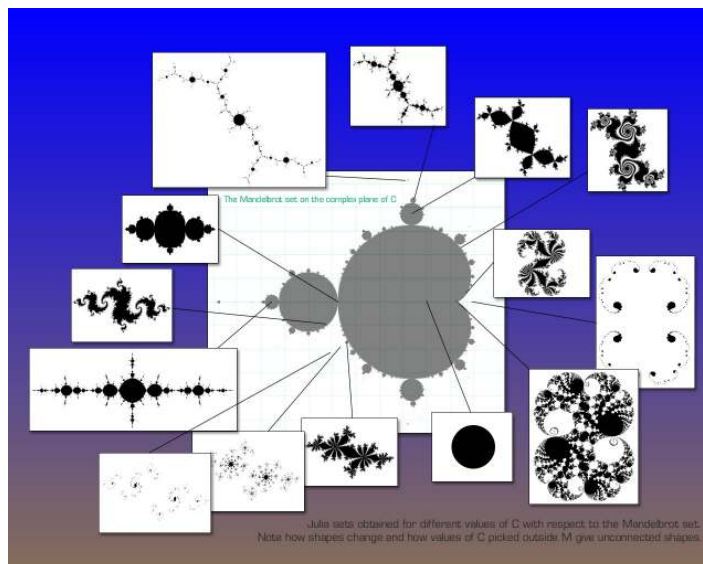 The Mandelbrot set on the complex plane of C
Julia sets obtained for different values of C with respect to the Mandelbrot set.
Note how shapes change and how values of C picked outside M give unconnected shapes.